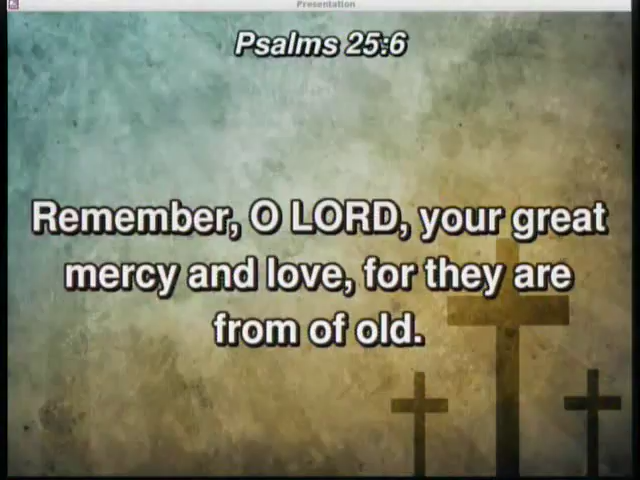 Presentation
Psalms 25:6
Remember, O LORD, your great
mercy and love, for they are
from of old.